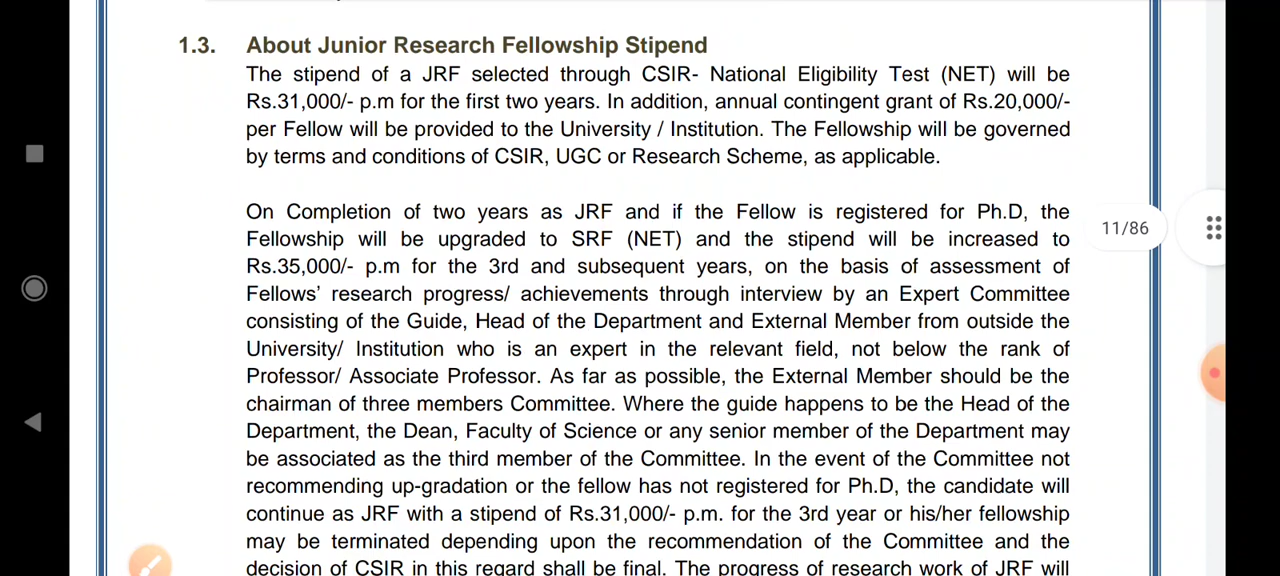 1.3. About Junior Research Fellowship Stipend
The stipend of a JRF selected through CSIR- National Eligibility Test (NET) will be
Rs.31,000/- p.m for the first two years. In addition, annual contingent grant of Rs.20,000/-
per Fellow will be provided to the University / Institution. The Fellowship will be governed
by terms and conditions of CSIR, UGC or Research Scheme, as applicable.
On Completion of two years as JRF and if the Fellow is registered for Ph.D, the
Fellowship will be upgraded to SRF (NET) and the stipend will be increased to
Rs.35,000/- p.m for the 3rd and subsequent years, on the basis of assessment of
Fellows' research progress/ achievements through interview by an Expert Committee
consisting of the Guide, Head of the Department and External Member from outside the
University/ Institution who is an expert in the relevant field, not below the rank of
Professor/ Associate Professor. As far as possible, the External Member should be the
chairman of three members Committee. Where the guide happens to be the Head of the
Department, the Dean, Faculty of Science or any senior member of the Department may
be associated as the third member of the Committee. In the event of the Committee not
recommending up-gradation or the fellow has not registered for Ph.D, the candidate will
continue as JRF with a stipend of Rs.31,000/- p.m. for the 3rd year or his/her fellowship
may be terminated depending upon the recommendation of the Committee and the
decision of CSIR in this regard shall be final. The progress of research work of JRF will
11/86